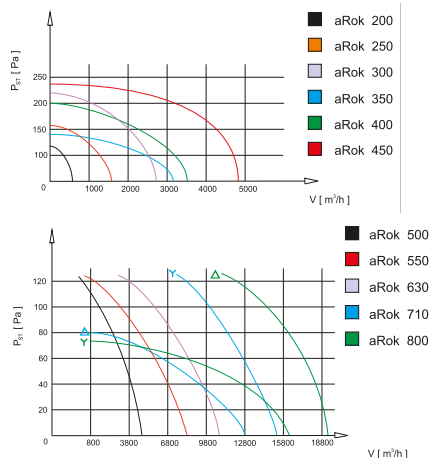 aRok 200
aRok 250
aRok 300
aRok 350
aRok 400
aRok 450
P_ST [ Pa ]
250
200
150
100
0 1000 2000 3000 4000 5000
V [ m³/h ]
aRok 500
aRok 550
aRok 630
aRok 710
aRok 800
P_ST [ Pa ]
Y Δ
120
100
80 Δ
60 Y
40
20
0 800 3800 6800 9800 12800 15800 18800
V [ m³/h ]